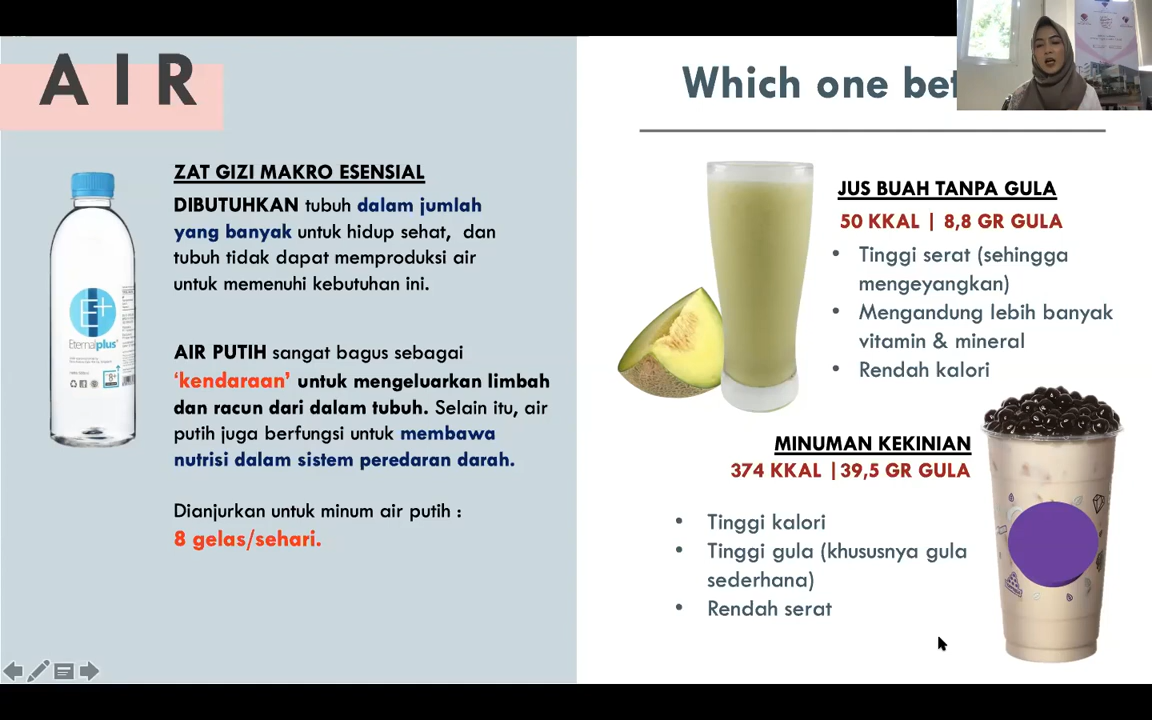 AIR
ZAT GIZI MAKRO ESENSIAL
DIBUTUHKAN tubuh dalam jumlah
yang banyak untuk hidup sehat, dan
tubuh tidak dapat memproduksi air
untuk memenuhi kebutuhan ini.
AIR PUTIH sangat bagus sebagai
‘kendaraan’ untuk mengeluarkan limbah
dan racun dari dalam tubuh. Selain itu, air
putih juga berfungsi untuk membawa
nutrisi dalam sistem peredaran darah.
Dianjurkan untuk minum air putih :
8 gelas/sehari.
E+
Eternalplus
8+
Which one bet
JUS BUAH TANPA GULA
50 KKAL | 8,8 GR GULA
• Tinggi serat (sehingga
mengeyangkan)
• Mengandung lebih banyak
vitamin & mineral
• Rendah kalori
MINUMAN KEKINIAN
374 KKAL |39,5 GR GULA
• Tinggi kalori
• Tinggi gula (khususnya gula
sederhana)
• Rendah serat